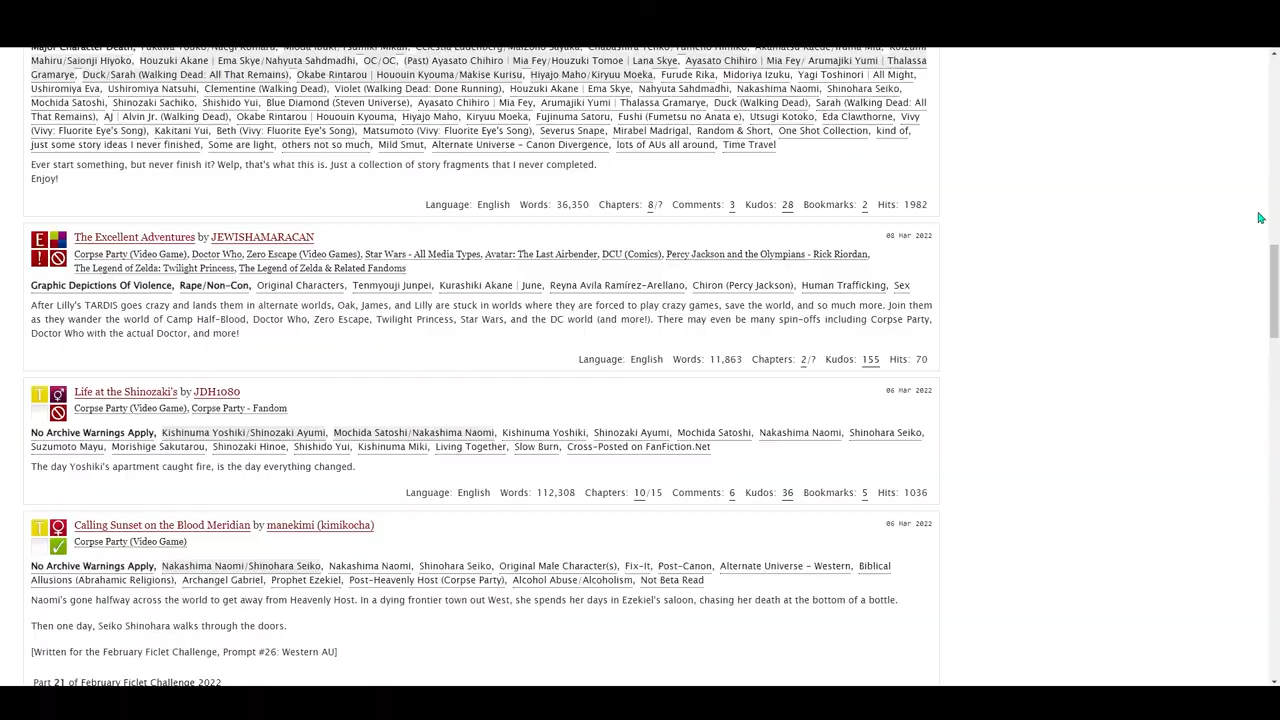 Major Character Death, Fukawa Touko/Naegi Komaru, Mioda Ibuki/Tsumiki Mikan, Celestia Ludenberg/Maizono Sayaka, Chabashira Tenko/Yumeno Himiko, Akamatsu Kaede/Iruma Miu, Koizumi
Mahiru/Saionji Hiyoko, Houzuki Akane | Ema Skye/Nahyuta Sahdmadhi, OC/OC, (Past) Ayasato Chihiro | Mia Fey/Houzuki Tomoe | Lana Skye, Ayasato Chihiro | Mia Fey/ Arumajiki Yumi | Thalassa
Gramarye, Duck/Sarah (Walking Dead: All That Remains), Okabe Rintarou | Hououin Kyouma/Makise Kurisu, Hiyajo Maho/Kiryuu Moeka, Furude Rika, Midoriya Izuku, Yagi Toshinori | All Might,
Ushiromiya Eva, Ushiromiya Natsuhi, Clementine (Walking Dead), Violet (Walking Dead: Done Running), Houzuki Akane | Ema Skye, Nahyuta Sahdmadhi, Nakashima Naomi, Shinohara Seiko,
Mochida Satoshi, Shinozaki Sachiko, Shishido Yui, Blue Diamond (Steven Universe), Ayasato Chihiro | Mia Fey, Arumajiki Yumi | Thalassa Gramarye, Duck (Walking Dead), Sarah (Walking Dead: All
That Remains), AJ | Alvin Jr. (Walking Dead), Okabe Rintarou | Hououin Kyouma, Hiyajo Maho, Kiryuu Moeka, Fujinuma Satoru, Fushi (Fumetsu no Anata e), Utsugi Kotoko, Eda Clawthorne, Vivy
(Vivy: Fluorite Eye's Song), Kakitani Yui, Beth (Vivy: Fluorite Eye's Song), Matsumoto (Vivy: Fluorite Eye's Song), Severus Snape, Mirabel Madrigal, Random & Short, One Shot Collection, kind of,
just some story ideas I never finished, Some are light, others not so much, Mild Smut, Alternate Universe - Canon Divergence, lots of AUs all around, Time Travel
Ever start something, but never finish it? Welp, that's what this is. Just a collection of story fragments that I never completed.
Enjoy!
Language: English Words: 36,350 Chapters: 8/? Comments: 3 Kudos: 28 Bookmarks: 2 Hits: 1982
E The Excellent Adventures by JEWISHAMARACAN 08 Mar 2022
Corpse Party (Video Game), Doctor Who, Zero Escape (Video Games), Star Wars - All Media Types, Avatar: The Last Airbender, DCU (Comics), Percy Jackson and the Olympians - Rick Riordan,
The Legend of Zelda: Twilight Princess, The Legend of Zelda & Related Fandoms
Graphic Depictions Of Violence, Rape/Non-Con, Original Characters, Tenmyouji Junpei, Kurashiki Akane | June, Reyna Avila Ramírez-Arellano, Chiron (Percy Jackson), Human Trafficking, Sex
After Lilly's TARDIS goes crazy and lands them in alternate worlds, Oak, James, and Lilly are stuck in worlds where they are forced to play crazy games, save the world, and so much more. Join them
as they wander the world of Camp Half-Blood, Doctor Who, Zero Escape, Twilight Princess, Star Wars, and the DC world (and more!). There may even be many spin-offs including Corpse Party,
Doctor Who with the actual Doctor, and more!
Language: English Words: 11,863 Chapters: 2/? Kudos: 155 Hits: 70
T Life at the Shinozaki's by JDH1080 06 Mar 2022
Corpse Party (Video Game), Corpse Party - Fandom
No Archive Warnings Apply, Kishinuma Yoshiki/Shinozaki Ayumi, Mochida Satoshi/Nakashima Naomi, Kishinuma Yoshiki, Shinozaki Ayumi, Mochida Satoshi, Nakashima Naomi, Shinohara Seiko,
Suzumoto Mayu, Morishige Sakutarou, Shinozaki Hinoe, Shishido Yui, Kishinuma Miki, Living Together, Slow Burn, Cross-Posted on FanFiction.Net
The day Yoshiki's apartment caught fire, is the day everything changed.
Language: English Words: 112,308 Chapters: 10/15 Comments: 6 Kudos: 36 Bookmarks: 5 Hits: 1036
T Calling Sunset on the Blood Meridian by manekimi (kimikocha) 06 Mar 2022
Corpse Party (Video Game)
No Archive Warnings Apply, Nakashima Naomi/Shinohara Seiko, Nakashima Naomi, Shinohara Seiko, Original Male Character(s), Fix-It, Post-Canon, Alternate Universe - Western, Biblical
Allusions (Abrahamic Religions), Archangel Gabriel, Prophet Ezekiel, Post-Heavenly Host (Corpse Party), Alcohol Abuse/Alcoholism, Not Beta Read
Naomi's gone halfway across the world to get away from Heavenly Host. In a dying frontier town out West, she spends her days in Ezekiel's saloon, chasing her death at the bottom of a bottle.
Then one day, Seiko Shinohara walks through the doors.
[Written for the February Ficlet Challenge, Prompt #26: Western AU]
Part 21 of February Ficlet Challenge 2022